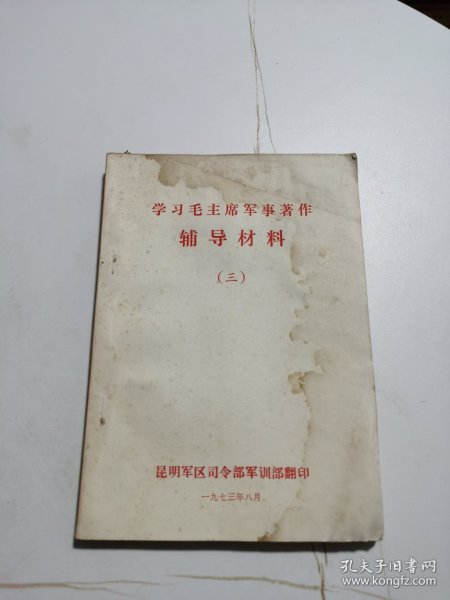 学习毛主席军事著作
辅导材料
（三）
昆明军区司令部军训部翻印
一九七三年八月
孔夫子旧书网
www.kongfz.com